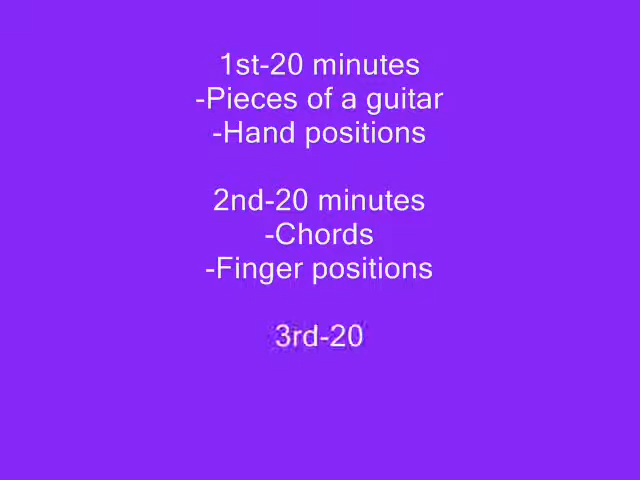 1st-20 minutes
-Pieces of a guitar
-Hand positions
2nd-20 minutes
-Chords
-Finger positions
3rd-20